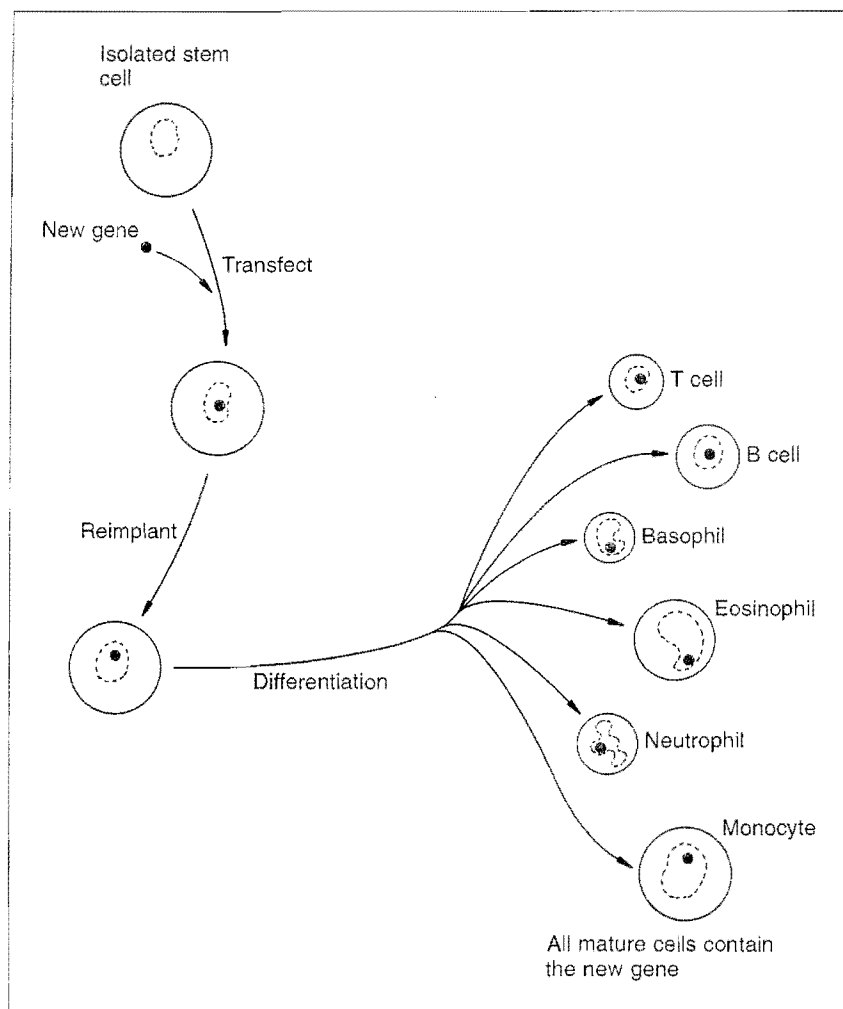 Isolated stem
cell
New gene
Transfect
T cell
B cell
Reimplant
Basophil
Eosinophil
Differentiation
Neutrophil
Monocyte
All mature cells contain
the new gene